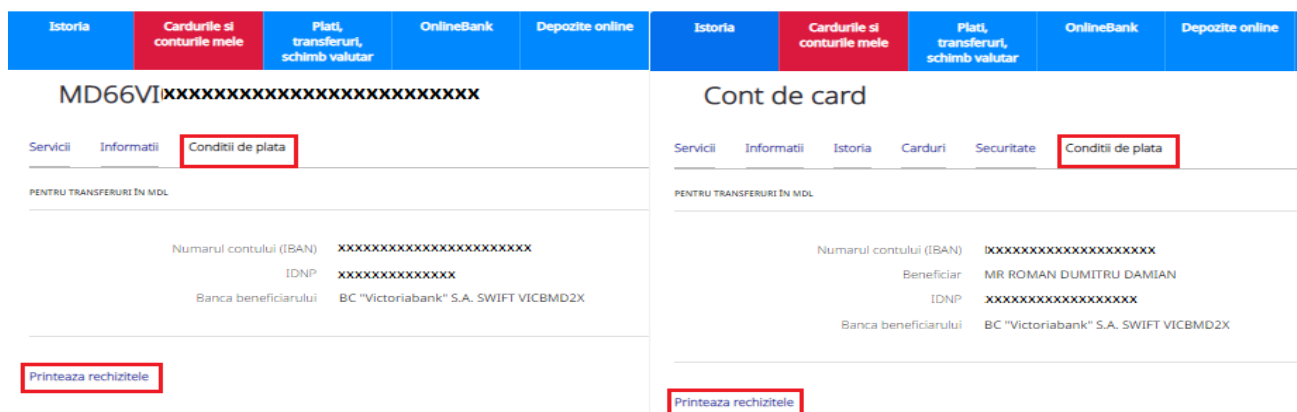 Istoria
Cardurile si
conturile mele
Plati,
transferuri,
schimb valutar
OnlineBank
Depozite online
MD66VIxxxxxxxxxxxxxxxxxxxxxxxxx
Servicii Informatii Conditii de plata
PENTRU TRANSFERURI ÎN MDL
Numarul contului (IBAN) xxxxxxxxxxxxxxxxxxxxxxx
IDNP xxxxxxxxxxxxxx
Banca beneficiarului BC "Victoriabank" S.A. SWIFT VICBMD2X
Printeaza rechizitele
Istoria
Cardurile si
conturile mele
Plati,
transferuri,
schimb valutar
OnlineBank
Depozite online
Cont de card
Servicii Informatii Istoria Carduri Securitate Conditii de plata
PENTRU TRANSFERURI ÎN MDL
Numarul contului (IBAN) xxxxxxxxxxxxxxxxxxxx
Beneficiar MR ROMAN DUMITRU DAMIAN
IDNP xxxxxxxxxxxxxxxxxx
Banca beneficiarului BC "Victoriabank" S.A. SWIFT VICBMD2X
Printeaza rechizitele